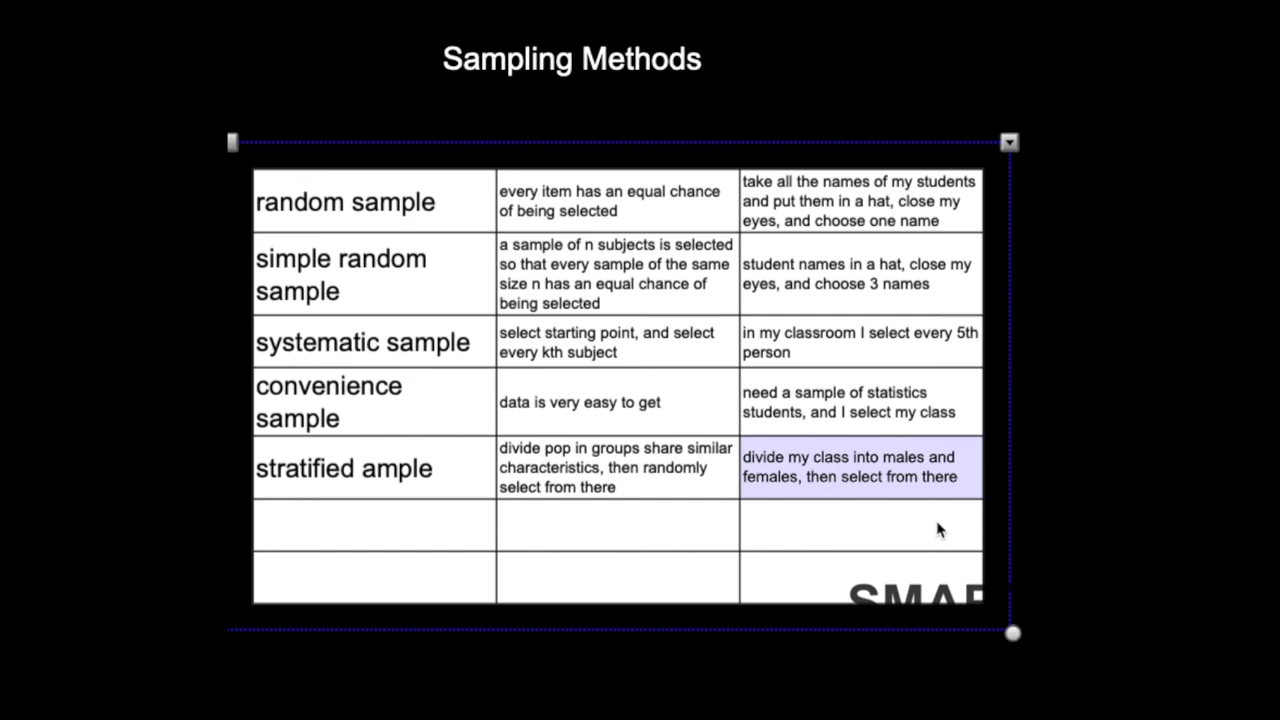 Sampling Methods
random sample
every item has an equal chance
of being selected
take all the names of my students
and put them in a hat, close my
eyes, and choose one name
simple random
sample
a sample of n subjects is selected
so that every sample of the same
size n has an equal chance of
being selected
student names in a hat, close my
eyes, and choose 3 names
systematic sample
select starting point, and select
every kth subject
in my classroom I select every 5th
person
convenience
sample
data is very easy to get
need a sample of statistics
students, and I select my class
stratified ample
divide pop in groups share similar
characteristics, then randomly
select from there
divide my class into males and
females, then select from there